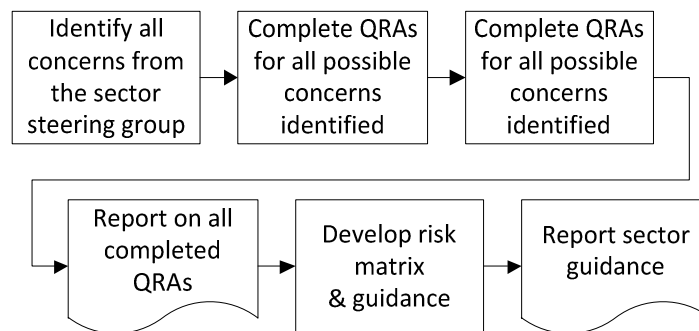 Identify all
concerns from
the sector
steering group
Complete QRAs
for all possible
concerns
identified
Complete QRAs
for all possible
concerns
identified
Report on all
completed
QRAs
Develop risk
matrix
& guidance
Report sector
guidance